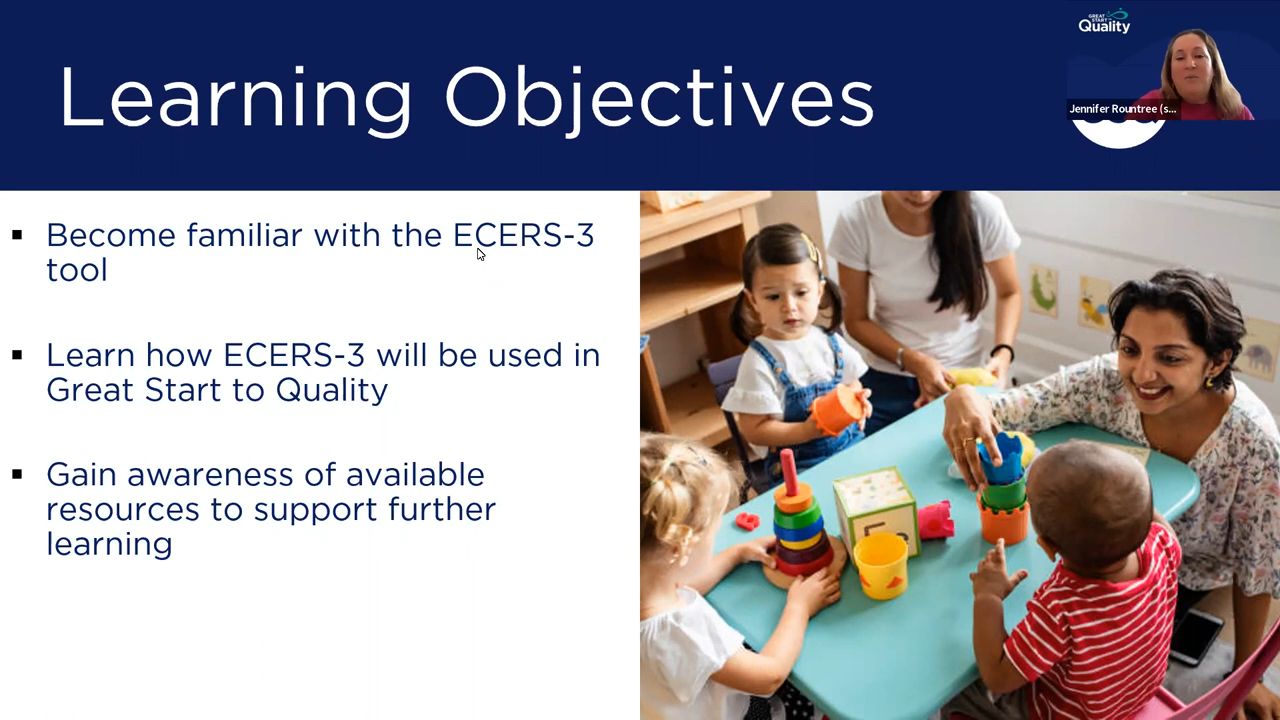 Learning Objectives
GREAT
START TO
Quality
Jennifer Rountree (s...
▪ Become familiar with the ECERS-3
tool
▪ Learn how ECERS-3 will be used in
Great Start to Quality
▪ Gain awareness of available
resources to support further
learning